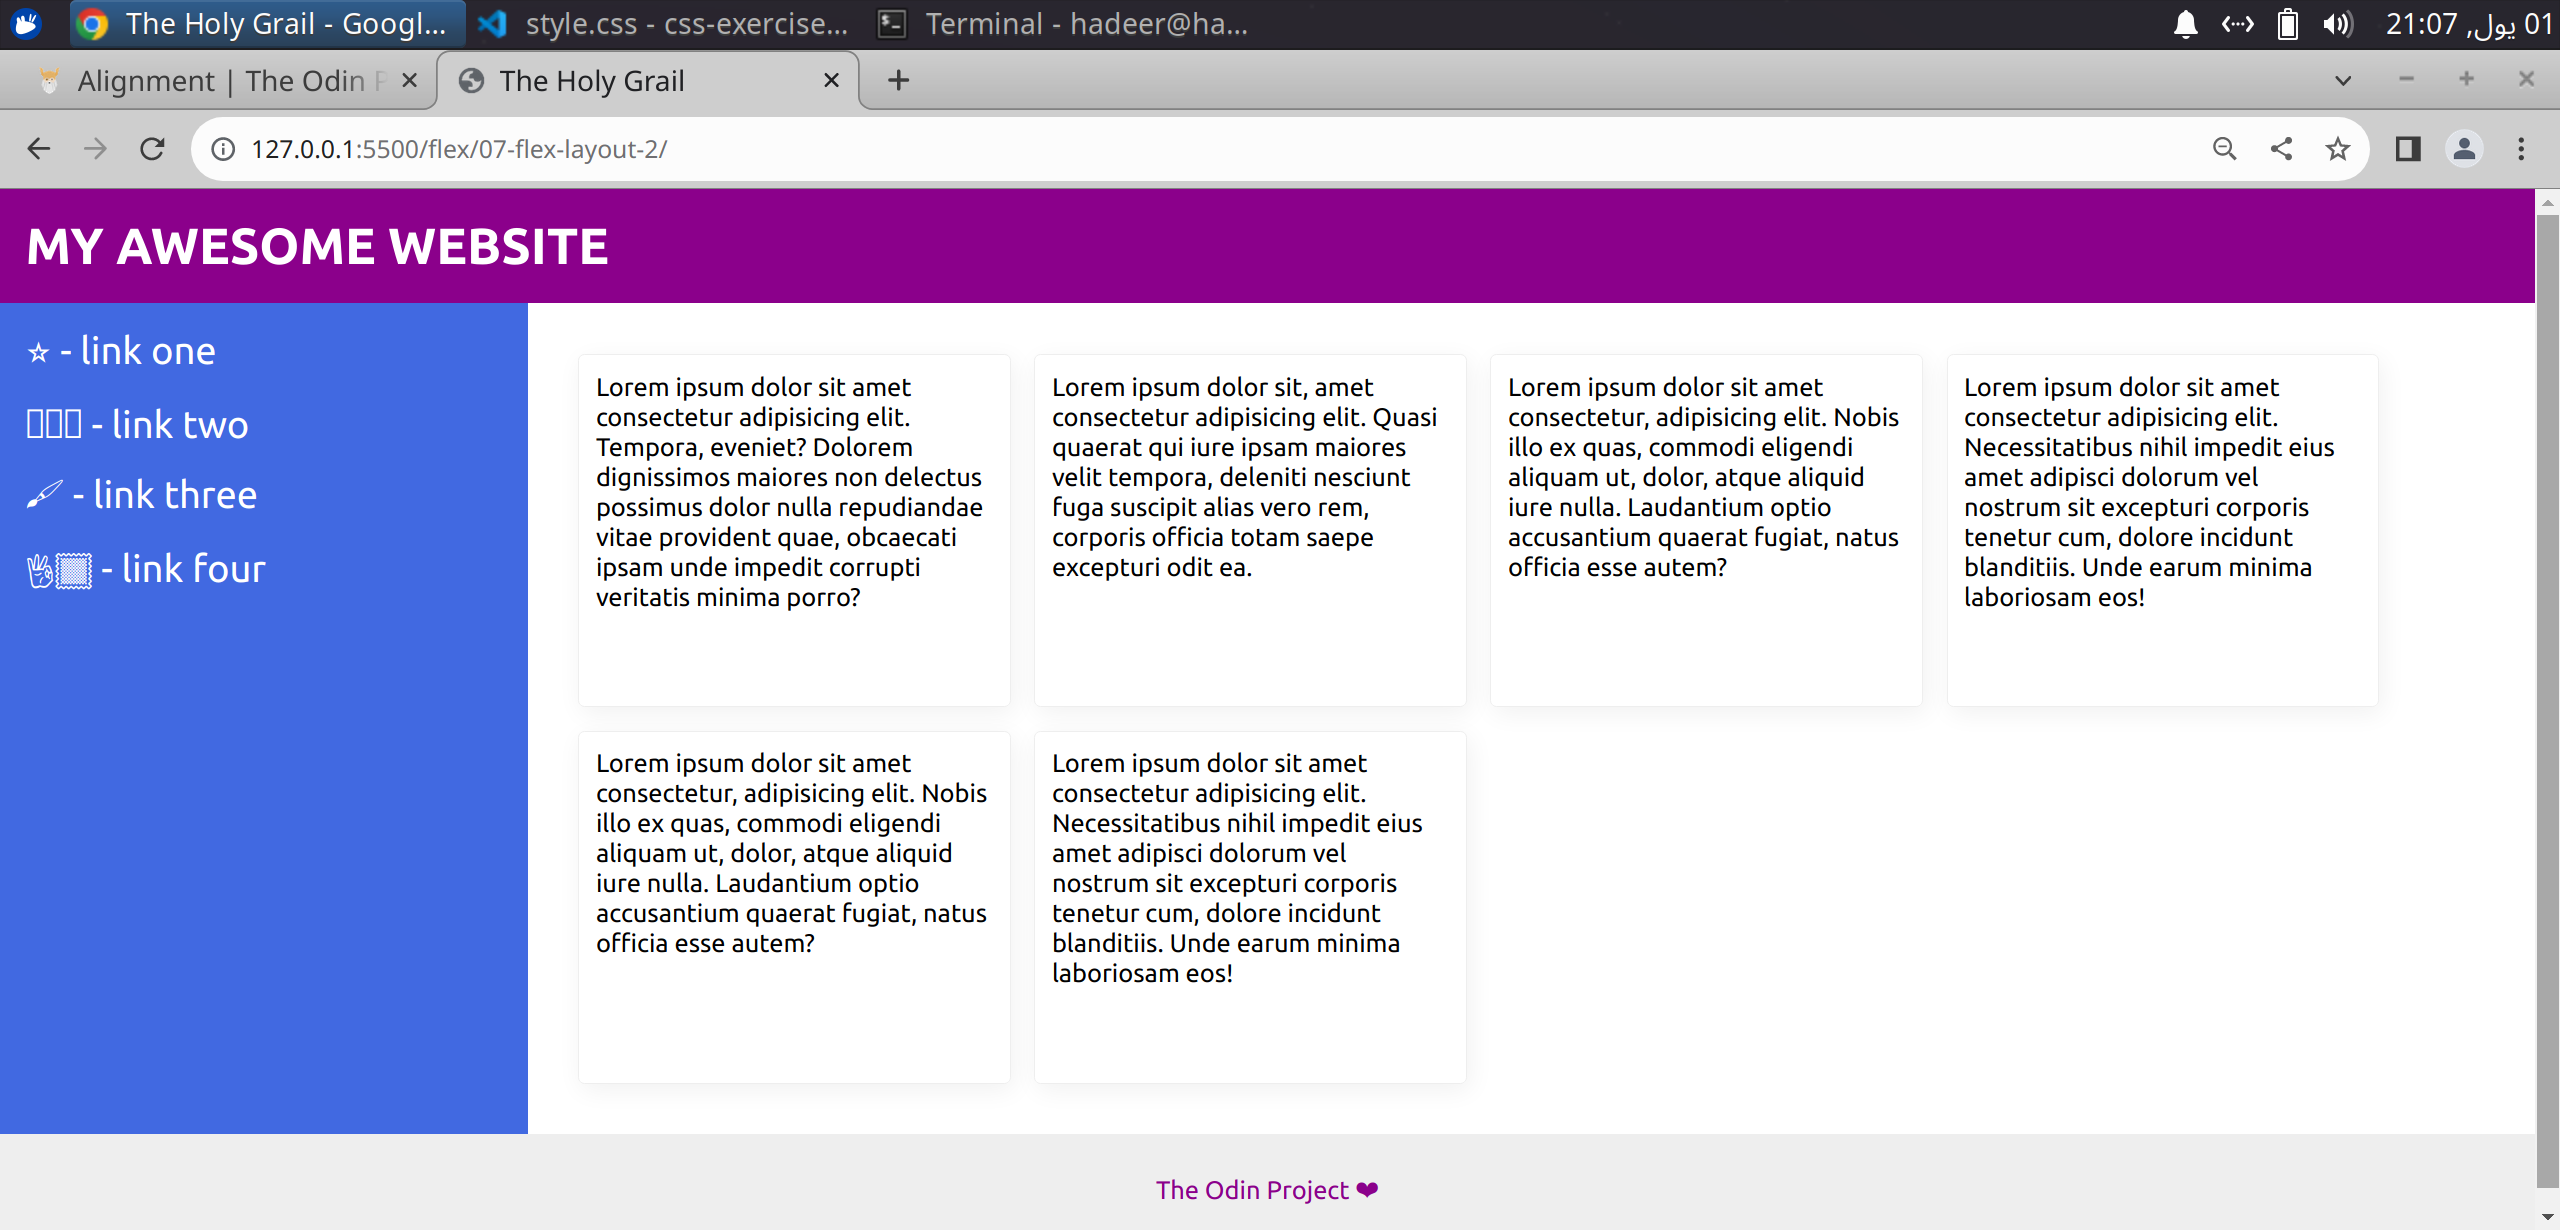 The Holy Grail - Googl...
style.css - css-exercise...
Terminal - hadeer@ha...
01 يول, 21:07
Alignment | The Odin P
The Holy Grail
127.0.0.1:5500/flex/07-flex-layout-2/
MY AWESOME WEBSITE
☆ - link one
- link two
🖌 - link three
- link four
Lorem ipsum dolor sit amet
consectetur adipisicing elit.
Tempora, eveniet? Dolorem
dignissimos maiores non delectus
possimus dolor nulla repudiandae
vitae provident quae, obcaecati
ipsam unde impedit corrupti
veritatis minima porro?
Lorem ipsum dolor sit, amet
consectetur adipisicing elit. Quasi
quaerat qui iure ipsam maiores
velit tempora, deleniti nesciunt
fuga suscipit alias vero rem,
corporis officia totam saepe
excepturi odit ea.
Lorem ipsum dolor sit amet
consectetur, adipisicing elit. Nobis
illo ex quas, commodi eligendi
aliquam ut, dolor, atque aliquid
iure nulla. Laudantium optio
accusantium quaerat fugiat, natus
officia esse autem?
Lorem ipsum dolor sit amet
consectetur adipisicing elit.
Necessitatibus nihil impedit eius
amet adipisci dolorum vel
nostrum sit excepturi corporis
tenetur cum, dolore incidunt
blanditiis. Unde earum minima
laboriosam eos!
Lorem ipsum dolor sit amet
consectetur, adipisicing elit. Nobis
illo ex quas, commodi eligendi
aliquam ut, dolor, atque aliquid
iure nulla. Laudantium optio
accusantium quaerat fugiat, natus
officia esse autem?
Lorem ipsum dolor sit amet
consectetur adipisicing elit.
Necessitatibus nihil impedit eius
amet adipisci dolorum vel
nostrum sit excepturi corporis
tenetur cum, dolore incidunt
blanditiis. Unde earum minima
laboriosam eos!
The Odin Project ❤